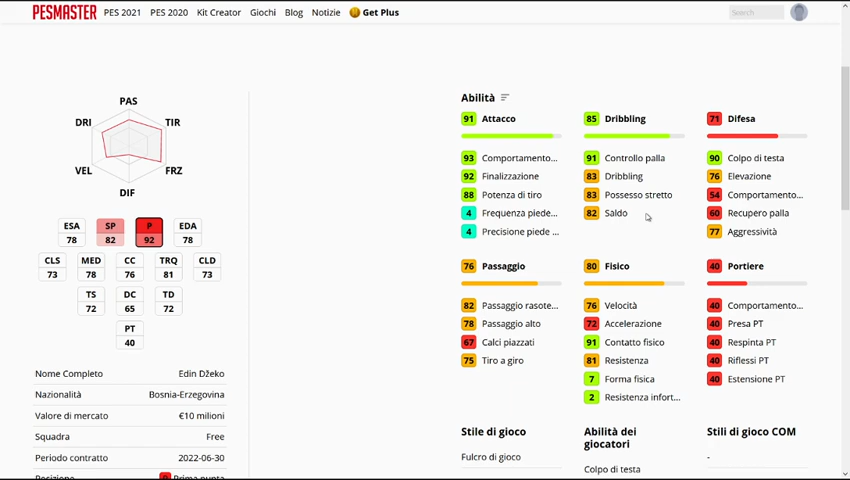 PESMASTER PES 2021 PES 2020 Kit Creator Giochi Blog Notizie Get Plus Search
PAS
DRI TIR
VEL FRZ
DIF
ESA SP P EDA
78 82 92 78
CLS MED CC TRQ CLD
73 78 76 81 73
TS DC TD
72 65 72
PT
40
Nome Completo Edin Džeko
Nazionalità Bosnia-Erzegovina
Valore di mercato €10 milioni
Squadra Free
Periodo contratto 2022-06-30
Posizione P Prima punta
Abilità
91 Attacco
93 Comportamento...
92 Finalizzazione
88 Potenza di tiro
4 Frequenza piede...
4 Precisione piede ...
85 Dribbling
91 Controllo palla
83 Dribbling
83 Possesso stretto
82 Saldo
71 Difesa
90 Colpo di testa
76 Elevazione
54 Comportamento...
60 Recupero palla
77 Aggressività
76 Passaggio
82 Passaggio rasote...
78 Passaggio alto
67 Calci piazzati
75 Tiro a giro
80 Fisico
76 Velocità
72 Accelerazione
91 Contatto fisico
81 Resistenza
7 Forma fisica
2 Resistenza infort...
40 Portiere
40 Comportamento...
40 Presa PT
40 Respinta PT
40 Riflessi PT
40 Estensione PT
Stile di gioco
Fulcro di gioco
Abilità dei
giocatori
Colpo di testa
Stili di gioco COM
-